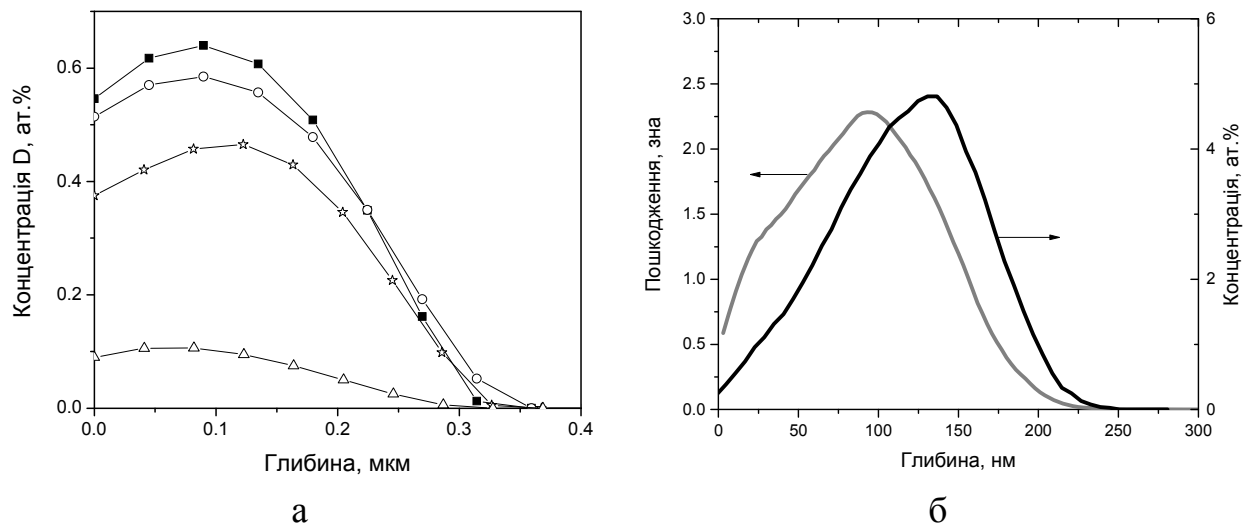 Концентрація D, ат.%
0.6
0.4
0.2
0.0
0.0 0.1 0.2 0.3 0.4
Глибина, мкм
а
Пошкодження, зна
3.0
2.5
2.0
1.5
1.0
0.5
0.0
0 50 100 150 200 250 300
Глибина, нм
6
4
2
0
Концентрація, ат.%
б